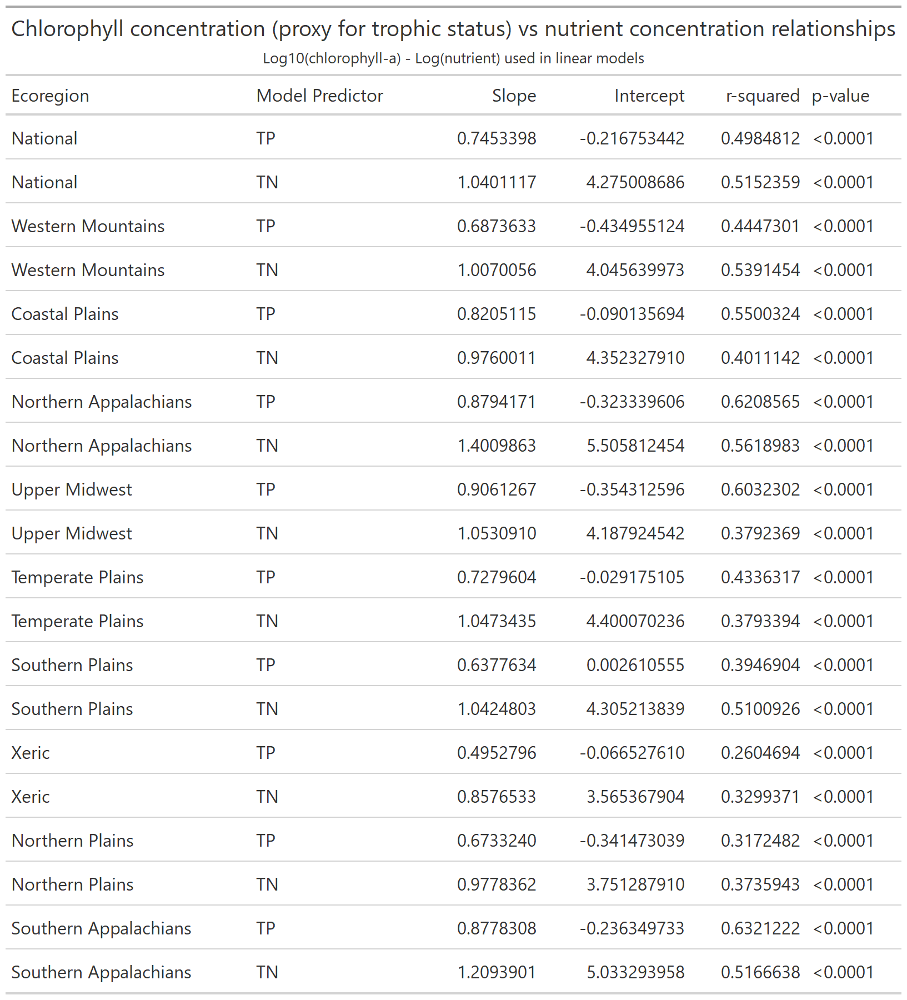 Chlorophyll concentration (proxy for trophic status) vs nutrient concentration relationships
Log10(chlorophyll-a) - Log(nutrient) used in linear models
Ecoregion Model Predictor Slope Intercept r-squared p-value
National TP 0.7453398 -0.216753442 0.4984812 <0.0001
National TN 1.0401117 4.275008686 0.5152359 <0.0001
Western Mountains TP 0.6873633 -0.434955124 0.4447301 <0.0001
Western Mountains TN 1.0070056 4.045639973 0.5391454 <0.0001
Coastal Plains TP 0.8205115 -0.090135694 0.5500324 <0.0001
Coastal Plains TN 0.9760011 4.352327910 0.4011142 <0.0001
Northern Appalachians TP 0.8794171 -0.323339606 0.6208565 <0.0001
Northern Appalachians TN 1.4009863 5.505812454 0.5618983 <0.0001
Upper Midwest TP 0.9061267 -0.354312596 0.6032302 <0.0001
Upper Midwest TN 1.0530910 4.187924542 0.3792369 <0.0001
Temperate Plains TP 0.7279604 -0.029175105 0.4336317 <0.0001
Temperate Plains TN 1.0473435 4.400070236 0.3793394 <0.0001
Southern Plains TP 0.6377634 0.002610555 0.3946904 <0.0001
Southern Plains TN 1.0424803 4.305213839 0.5100926 <0.0001
Xeric TP 0.4952796 -0.066527610 0.2604694 <0.0001
Xeric TN 0.8576533 3.565367904 0.3299371 <0.0001
Northern Plains TP 0.6733240 -0.341473039 0.3172482 <0.0001
Northern Plains TN 0.9778362 3.751287910 0.3735943 <0.0001
Southern Appalachians TP 0.8778308 -0.236349733 0.6321222 <0.0001
Southern Appalachians TN 1.2093901 5.033293958 0.5166638 <0.0001